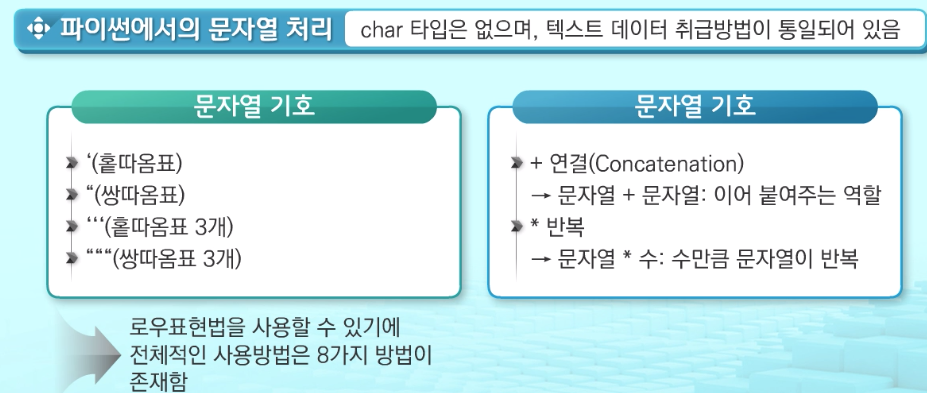 파이썬에서의 문자열 처리 char 타입은 없으며, 텍스트 데이터 취급방법이 통일되어 있음
문자열 기호
‘(홑따옴표)
“(쌍따옴표)
‘‘‘(홑따옴표 3개)
“““(쌍따옴표 3개)
문자열 기호
+ 연결(Concatenation)
→ 문자열 + 문자열: 이어 붙여주는 역할
* 반복
→ 문자열 * 수: 수만큼 문자열이 반복
로우표현법을 사용할 수 있기에
전체적인 사용방법은 8가지 방법이
존재함